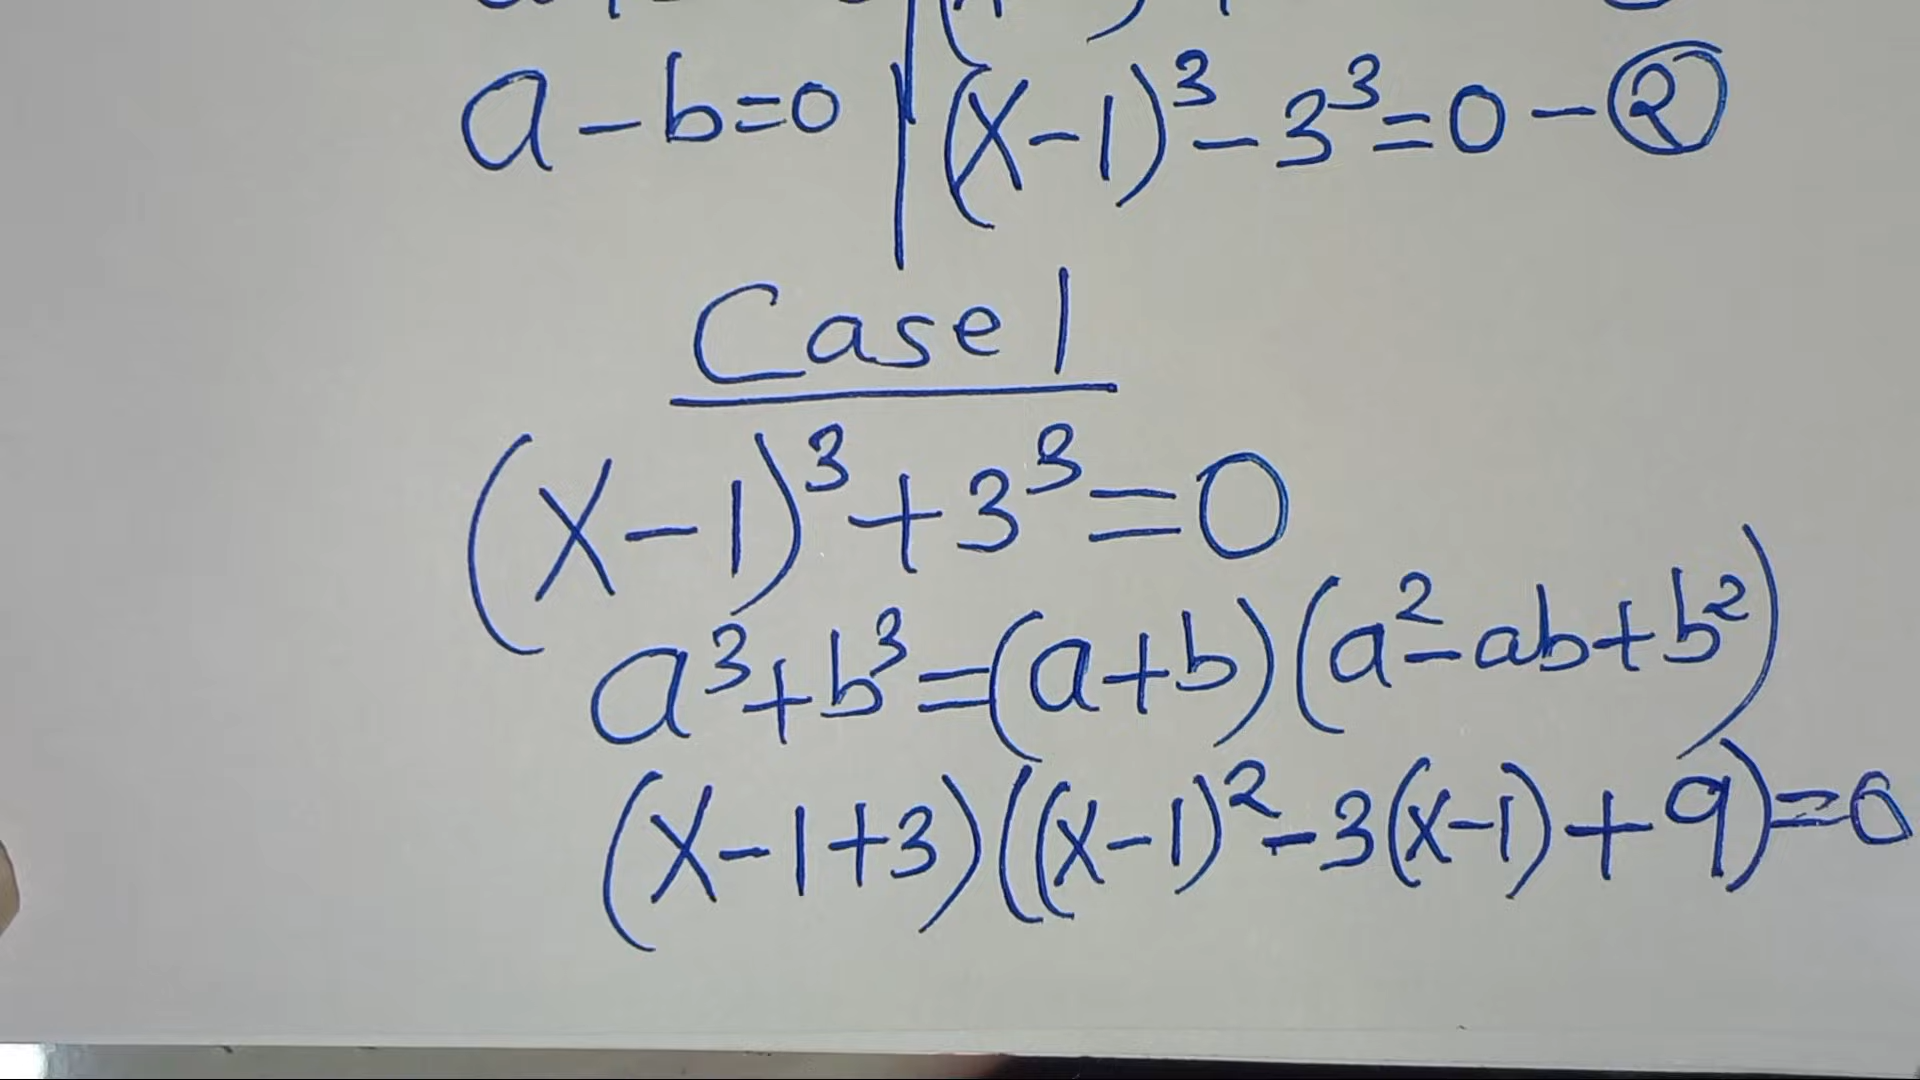 a - b = 0 | (x-1)³ - 3³ = 0 - ②
Case 1
(x-1)³ + 3³ = 0
a³ + b³ = (a+b)(a² - ab + b²)
(x-1+3)((x-1)² - 3(x-1) + 9) = 0